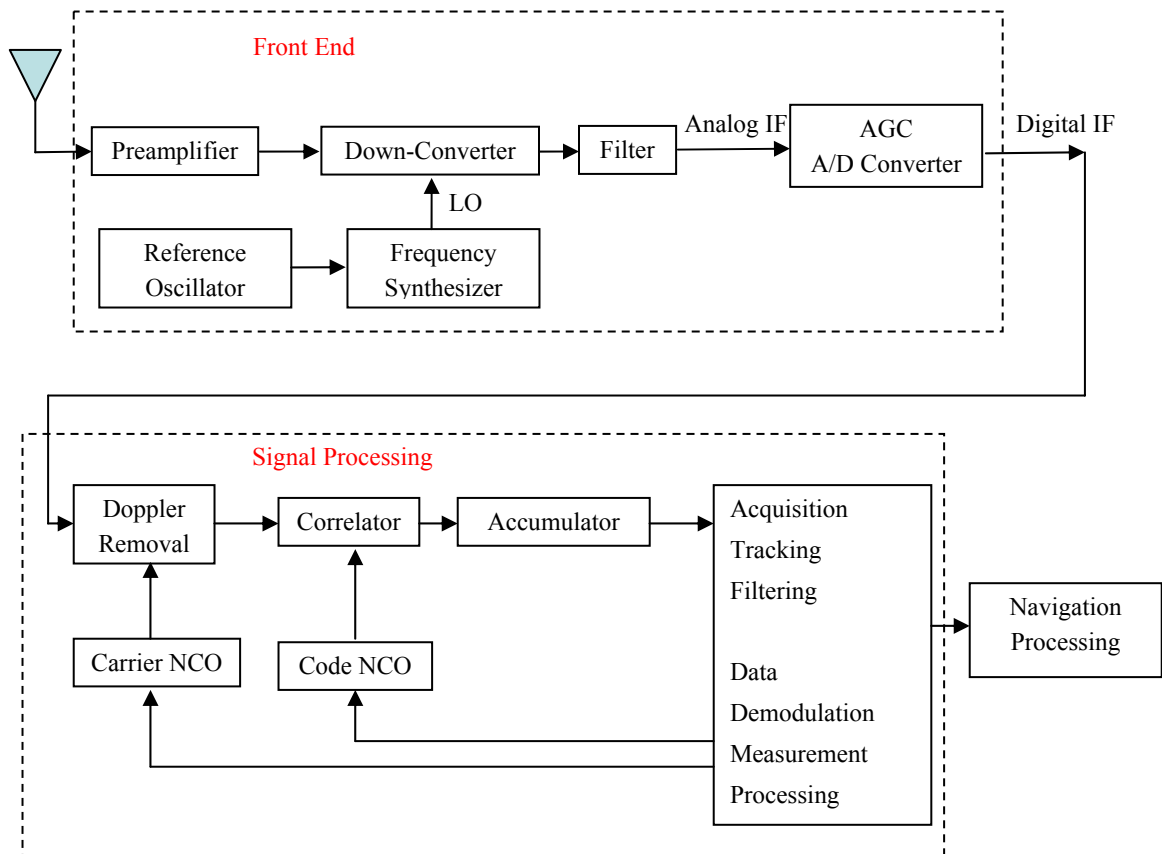 Front End
Analog IF
Digital IF
Preamplifier
Down-Converter
Filter
AGC
A/D Converter
LO
Reference
Oscillator
Frequency
Synthesizer
Signal Processing
Doppler
Removal
Correlator
Accumulator
Acquisition
Tracking
Filtering
Data
Demodulation
Measurement
Processing
Carrier NCO
Code NCO
Navigation
Processing